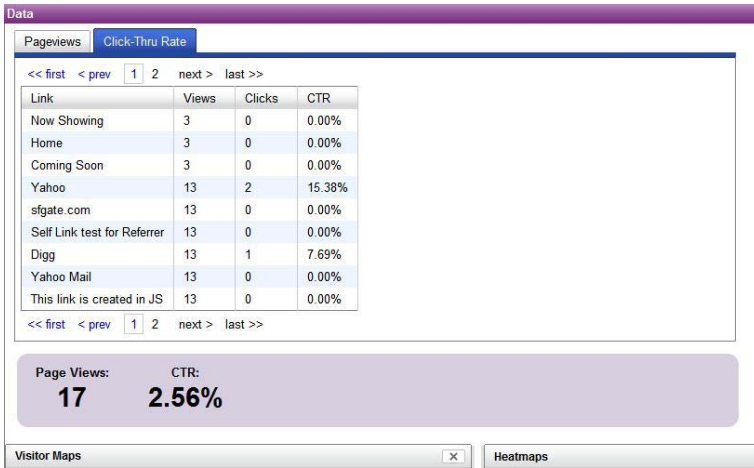 Data
Pageviews Click-Thru Rate
<< first < prev 1 2 next > last >>
Link Views Clicks CTR
Now Showing 3 0 0.00%
Home 3 0 0.00%
Coming Soon 3 0 0.00%
Yahoo 13 2 15.38%
sfgate.com 13 0 0.00%
Self Link test for Referrer 13 0 0.00%
Digg 13 1 7.69%
Yahoo Mail 13 0 0.00%
This link is created in JS 13 0 0.00%
<< first < prev 1 2 next > last >>
Page Views: CTR:
17 2.56%
Visitor Maps Heatmaps